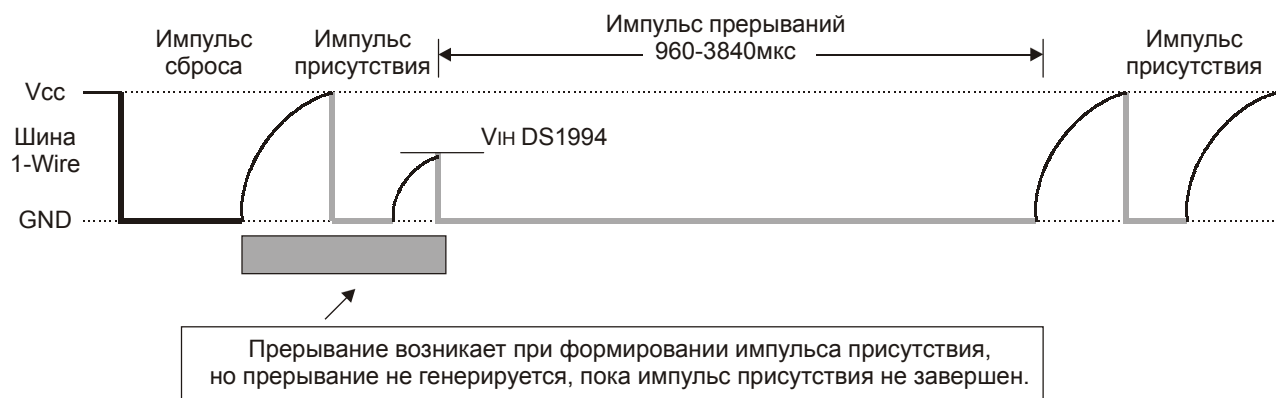 Импульс
сброса
Импульс
присутствия
Импульс прерываний
960-3840мкс
Импульс
присутствия
Vcc
Шина
1-Wire
VIH DS1994
GND
Прерывание возникает при формировании импульса присутствия,
но прерывание не генерируется, пока импульс присутствия не завершен.